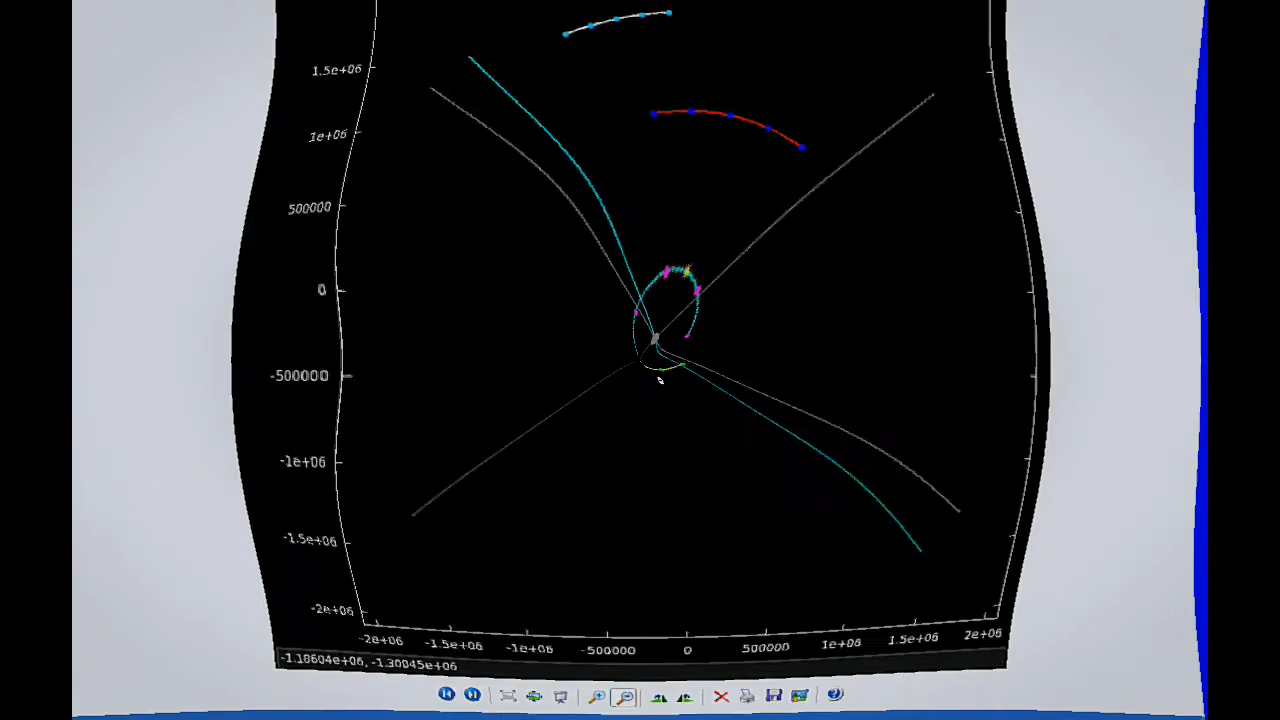 1.5e+06
1e+06
500000
0
-500000
-1e+06
-1.5e+06
-2e+06
-2e+06 -1.5e+06 -1e+06 -500000 0 500000 1e+06 1.5e+06 2e+06
-1.18604e+06, -1.30045e+06